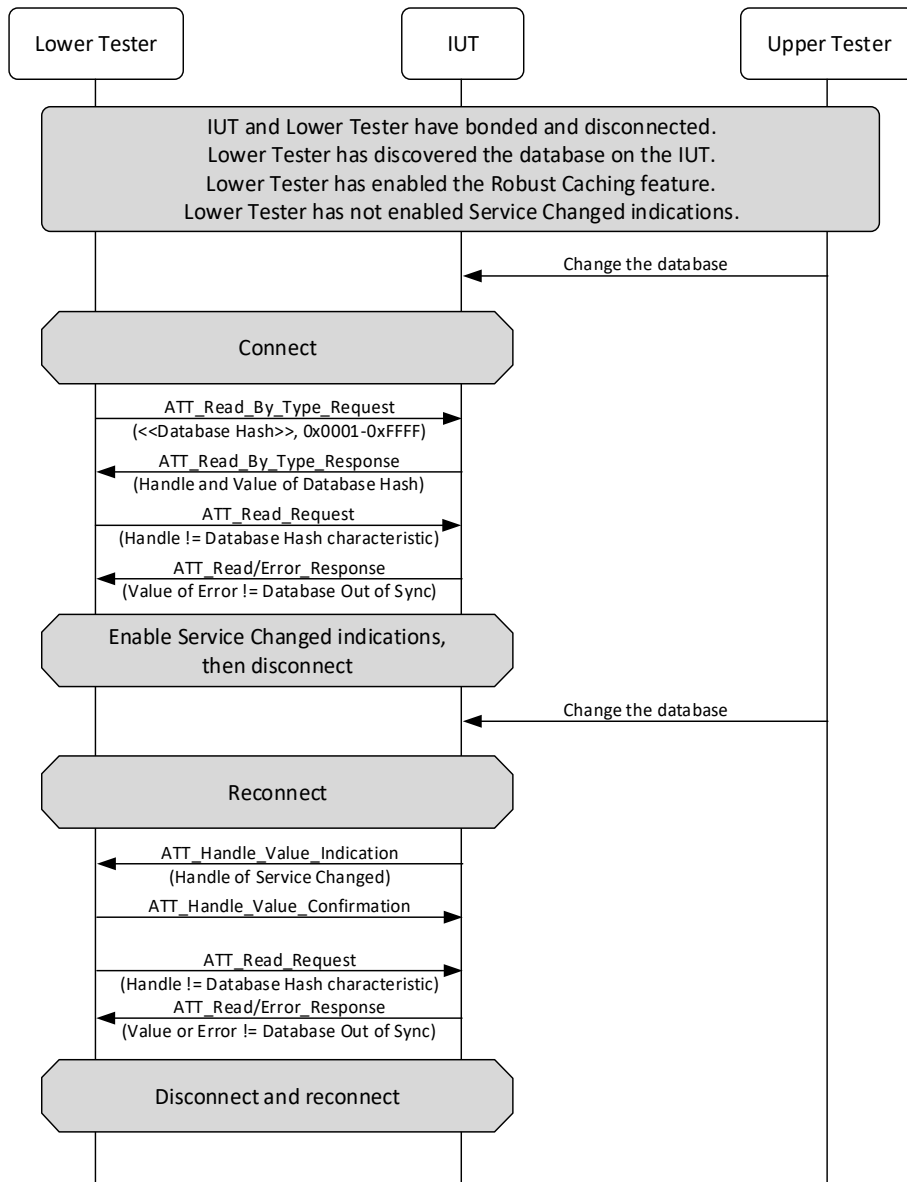 Lower Tester
IUT
Upper Tester
IUT and Lower Tester have bonded and disconnected.
Lower Tester has discovered the database on the IUT.
Lower Tester has enabled the Robust Caching feature.
Lower Tester has not enabled Service Changed indications.
Change the database
Connect
ATT_Read_By_Type_Request
(<<Database Hash>>, 0x0001-0xFFFF)
ATT_Read_By_Type_Response
(Handle and Value of Database Hash)
ATT_Read_Request
(Handle != Database Hash characteristic)
ATT_Read/Error_Response
(Value of Error != Database Out of Sync)
Enable Service Changed indications,
then disconnect
Change the database
Reconnect
ATT_Handle_Value_Indication
(Handle of Service Changed)
ATT_Handle_Value_Confirmation
ATT_Read_Request
(Handle != Database Hash characteristic)
ATT_Read/Error_Response
(Value or Error != Database Out of Sync)
Disconnect and reconnect